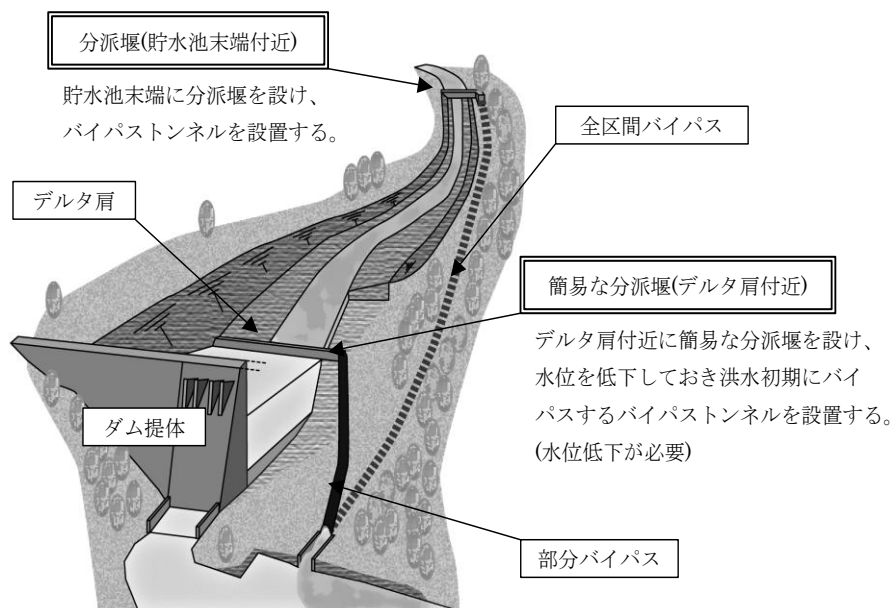 分派堰(貯水池末端付近)
貯水池末端に分派堰を設け、
バイパストンネルを設置する。
全区間バイパス
デルタ肩
簡易な分派堰(デルタ肩付近)
デルタ肩付近に簡易な分派堰を設け、
水位を低下しておき洪水初期にバイ
パスするバイパストンネルを設置する。
(水位低下が必要)
ダム提体
部分バイパス